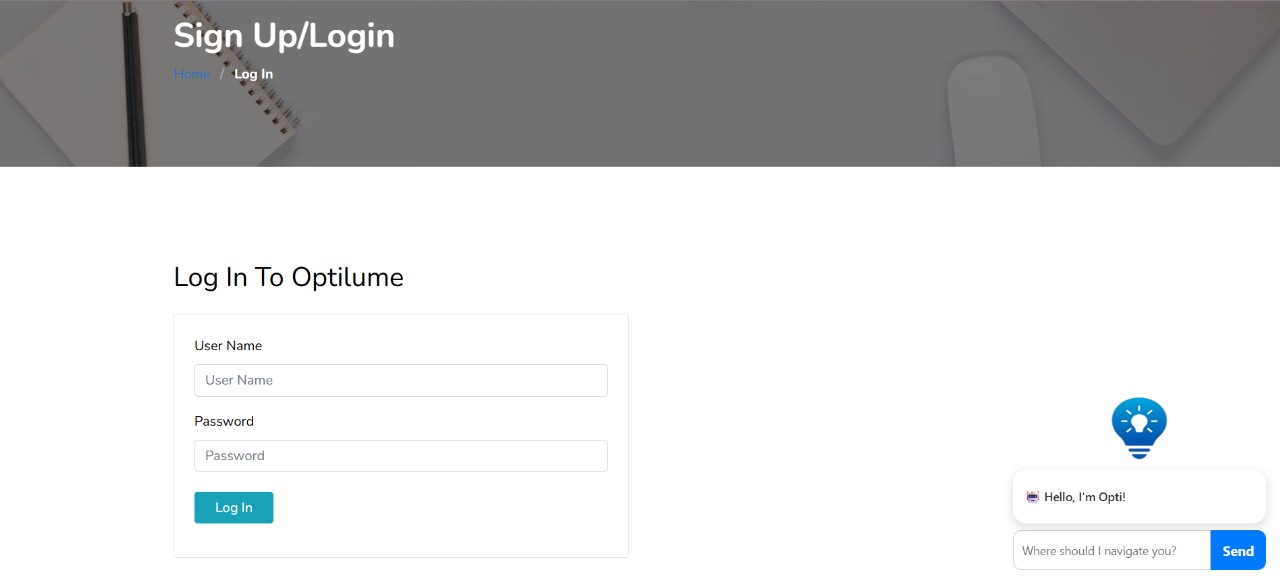 Sign Up/Login
Home / Log In
Log In To Optilume
User Name
User Name
Password
Password
Log In
Hello, I'm Opti!
Where should I navigate you?
Send